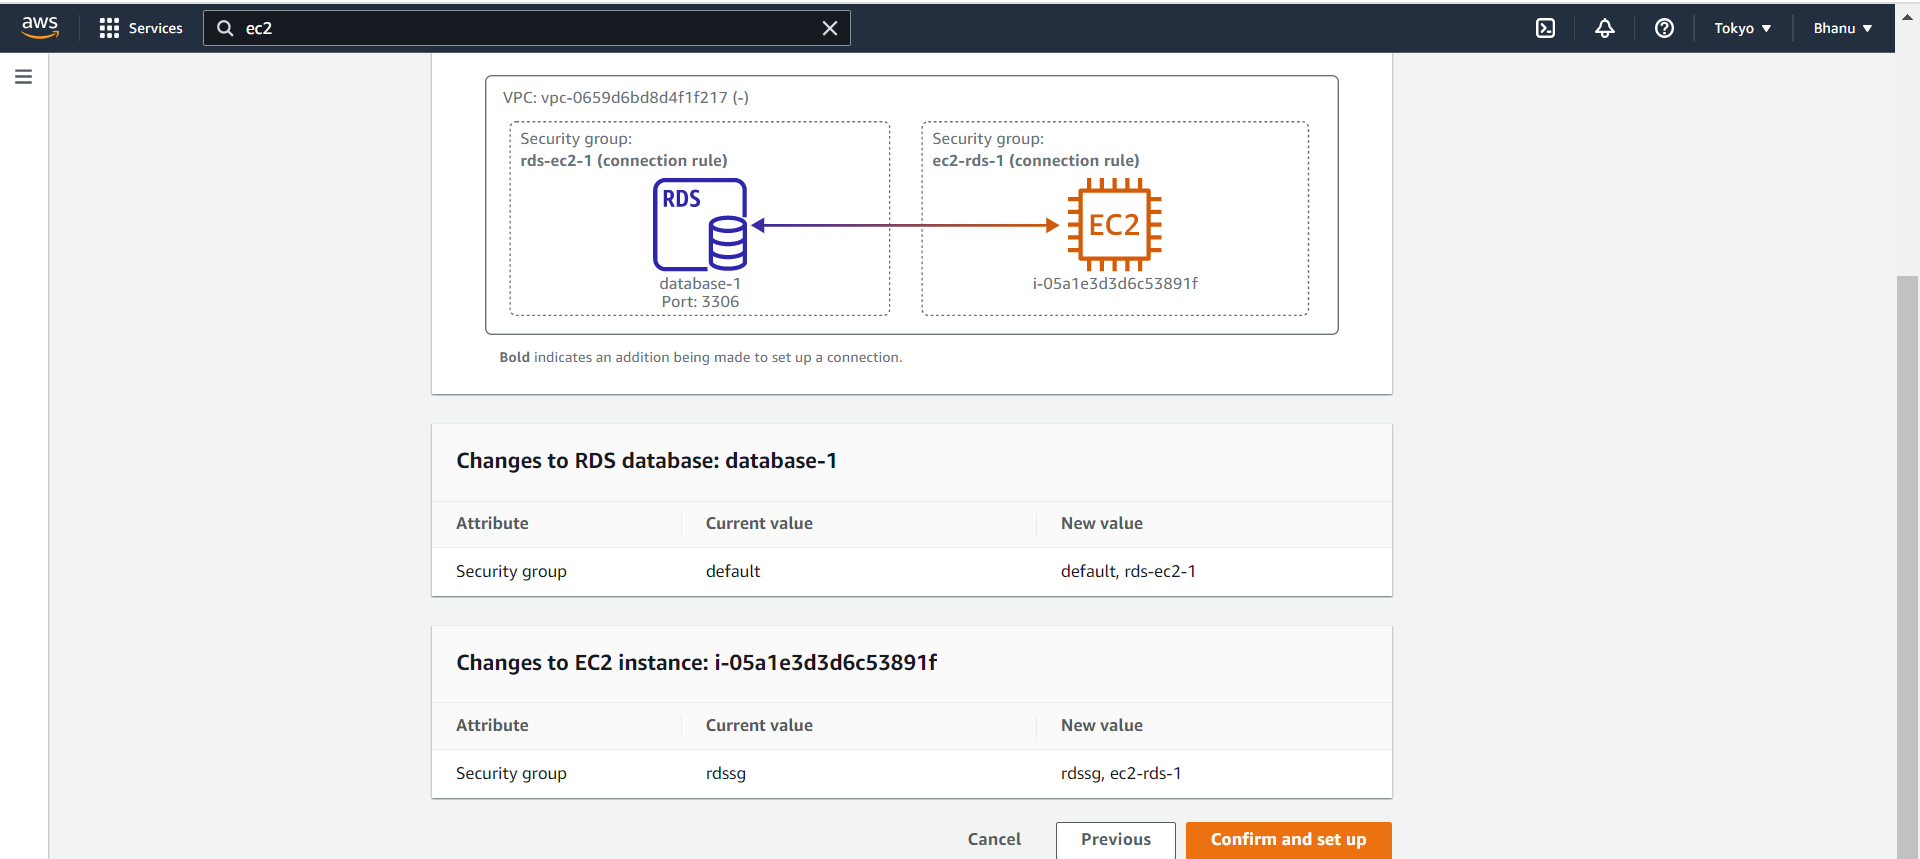 aws Services ec2 Tokyo Bhanu
VPC: vpc-0659d6bd8d4f1f217 (-)
Security group:
rds-ec2-1 (connection rule)
RDS
database-1
Port: 3306
Security group:
ec2-rds-1 (connection rule)
EC2
i-05a1e3d3d6c53891f
Bold indicates an addition being made to set up a connection.
Changes to RDS database: database-1
Attribute Current value New value
Security group default default, rds-ec2-1
Changes to EC2 instance: i-05a1e3d3d6c53891f
Attribute Current value New value
Security group rdssg rdssg, ec2-rds-1
Cancel Previous Confirm and set up